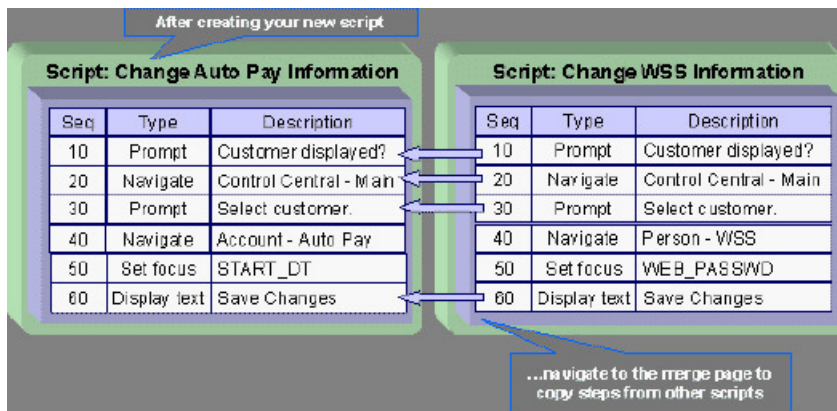 After creating your new script
Script: Change Auto Pay Information
Seq Type Description
10 Prompt Customer displayed?
20 Navigate Control Central - Main
30 Prompt Select customer.
40 Navigate Account - Auto Pay
50 Set focus START_DT
60 Display text Save Changes
Script: Change WSS Information
Seq Type Description
10 Prompt Customer displayed?
20 Navigate Control Central - Main
30 Prompt Select customer.
40 Navigate Person - WSS
50 Set focus WEB_PASSWD
60 Display text Save Changes
...navigate to the merge page to
copy steps from other scripts